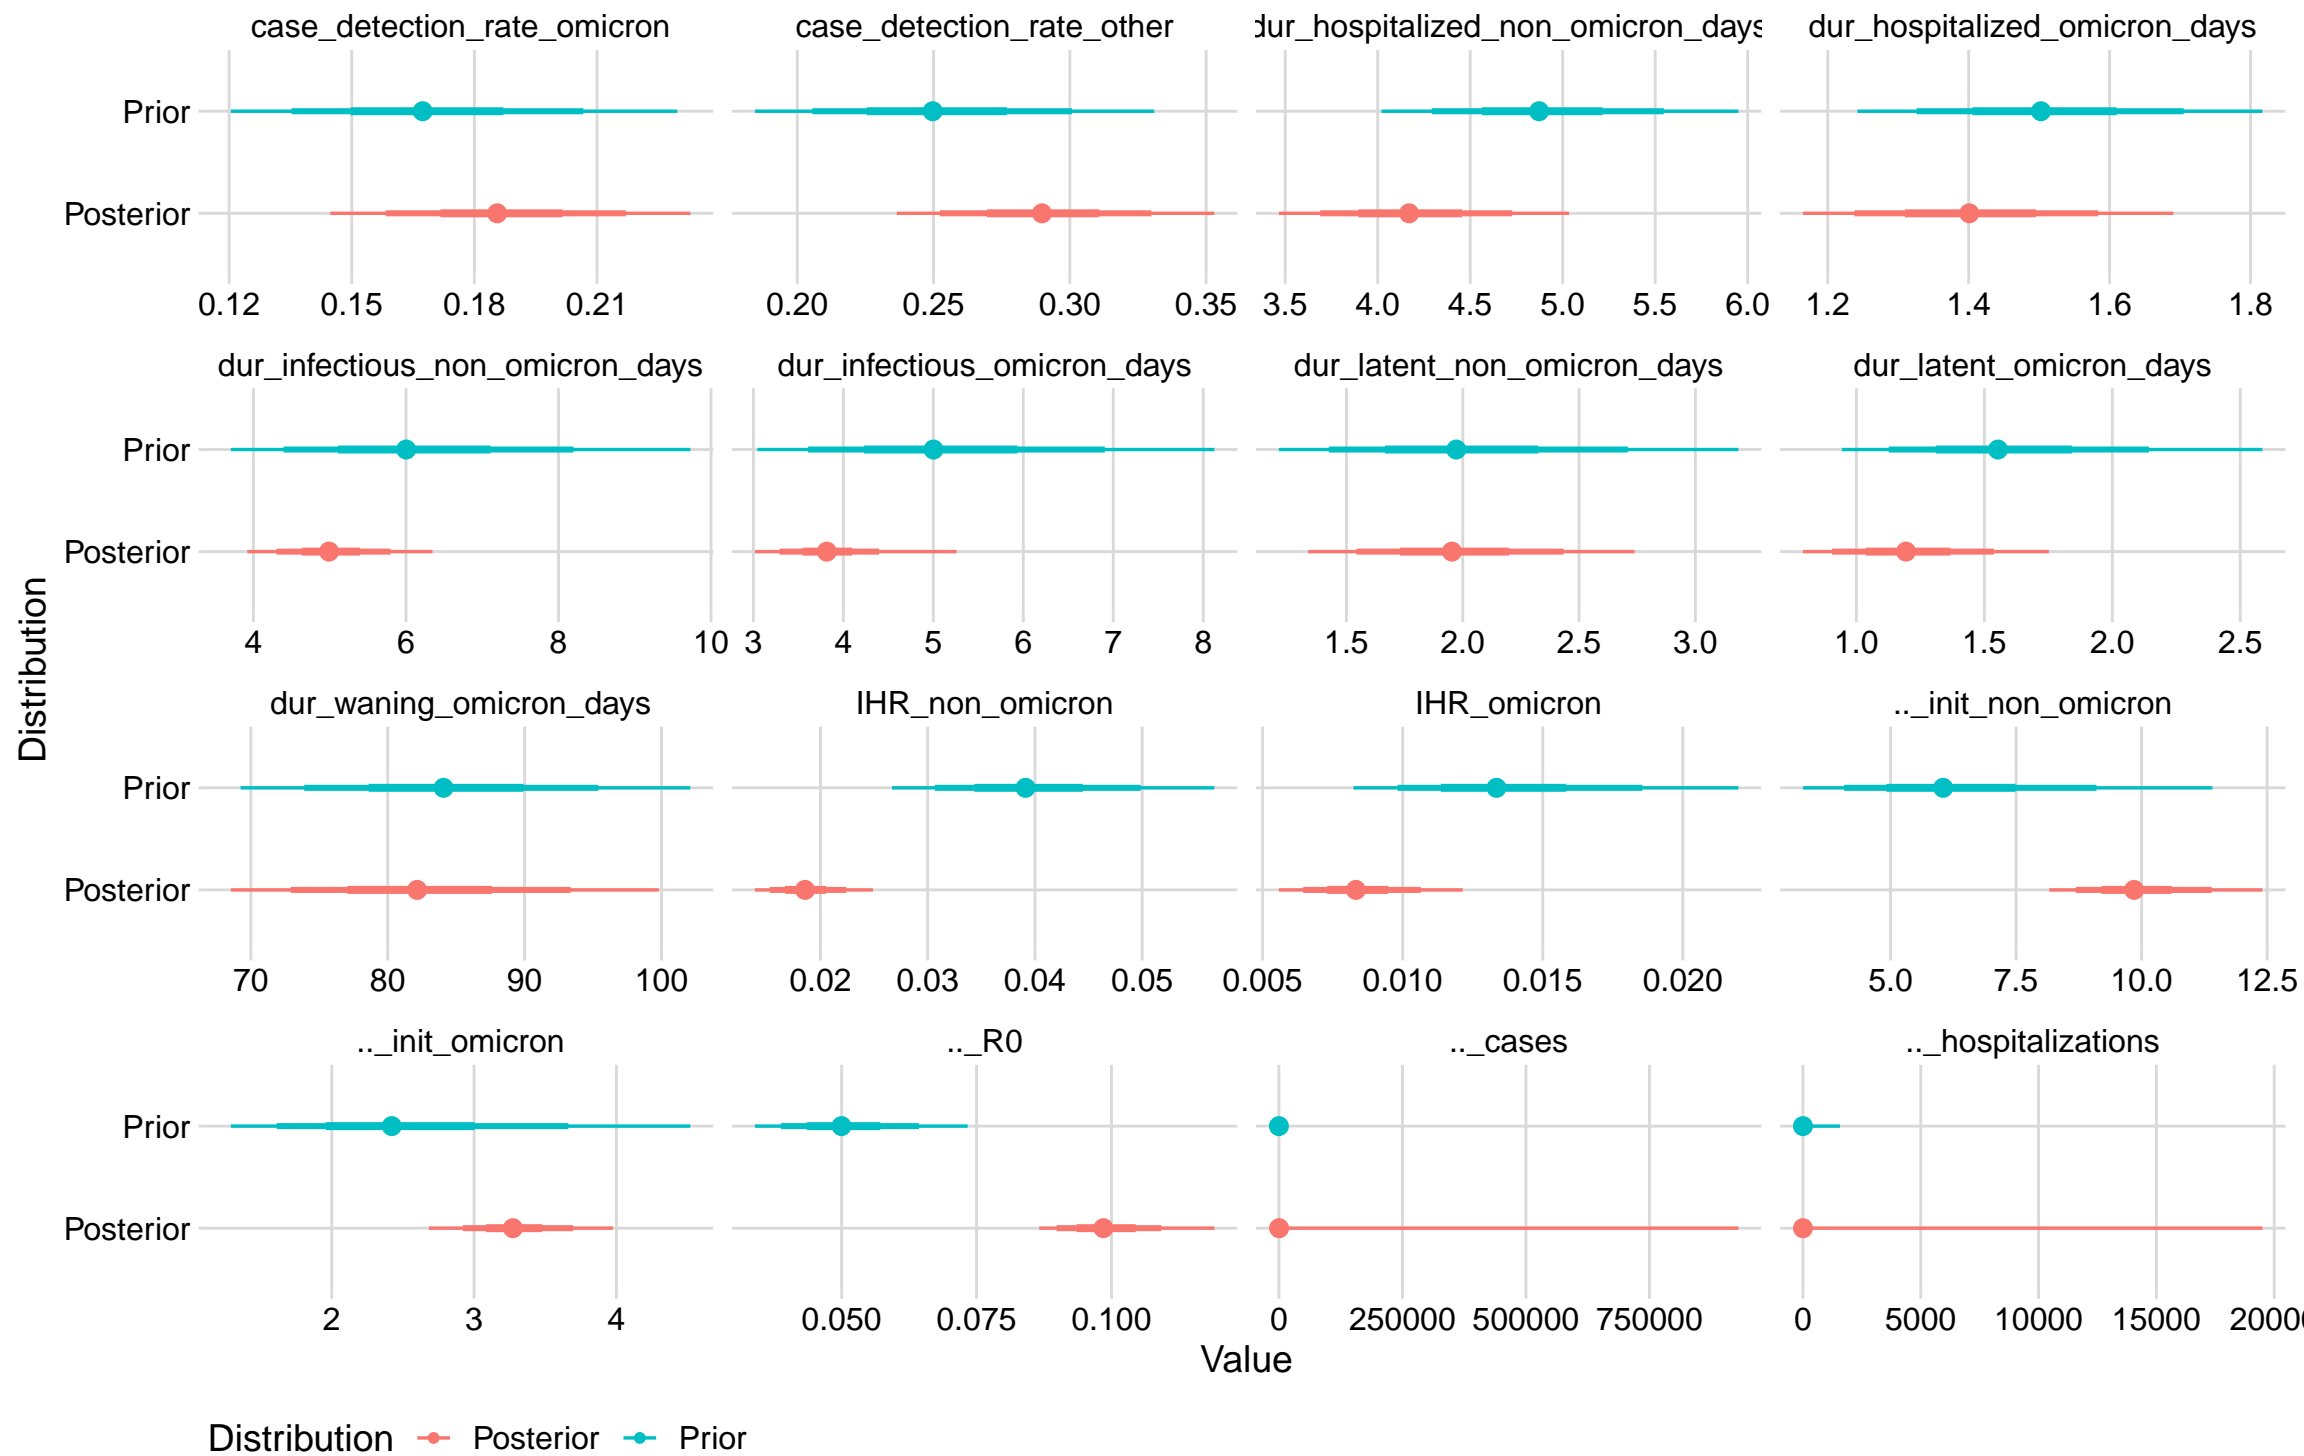 case_detection_rate_omicron case_detection_rate_other dur_hospitalized_non_omicron_days dur_hospitalized_omicron_days
Prior
Posterior
0.12 0.15 0.18 0.21 0.20 0.25 0.30 0.35 3.5 4.0 4.5 5.0 5.5 6.0 1.2 1.4 1.6 1.8
dur_infectious_non_omicron_days dur_infectious_omicron_days dur_latent_non_omicron_days dur_latent_omicron_days
Prior
Posterior
4 6 8 10 3 4 5 6 7 8 1.5 2.0 2.5 3.0 1.0 1.5 2.0 2.5
Distribution
dur_waning_omicron_days IHR_non_omicron IHR_omicron .._init_non_omicron
Prior
Posterior
70 80 90 100 0.02 0.03 0.04 0.05 0.005 0.010 0.015 0.020 5.0 7.5 10.0 12.5
.._init_omicron .._R0 .._cases .._hospitalizations
Prior
Posterior
2 3 4 0.050 0.075 0.100 0 250000 500000 750000 0 5000 10000 15000 20000
Value
Distribution Posterior Prior